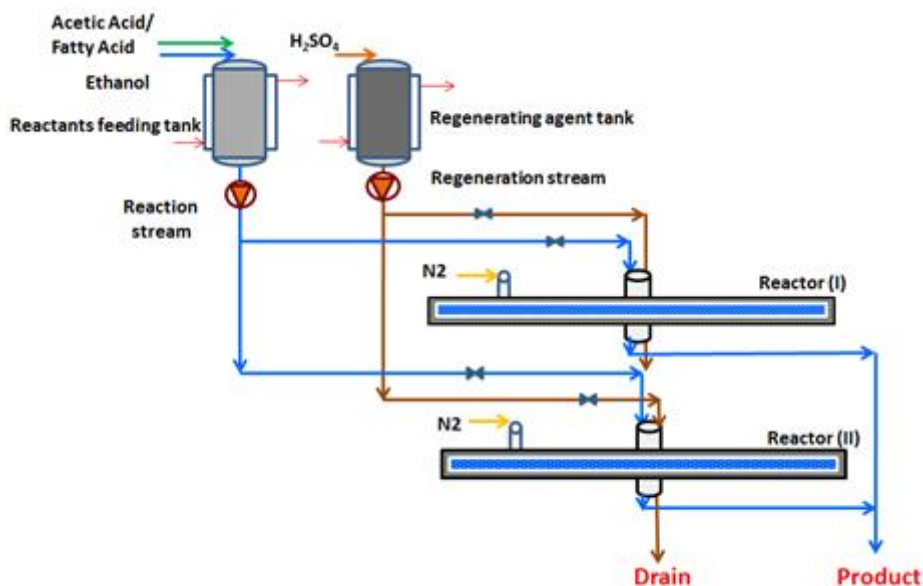 Acetic Acid/
Fatty Acid
H₂SO₄
Ethanol
Reactants feeding tank
Regenerating agent tank
Regeneration stream
Reaction
stream
N2
Reactor (I)
N2
Reactor (II)
Drain
Product